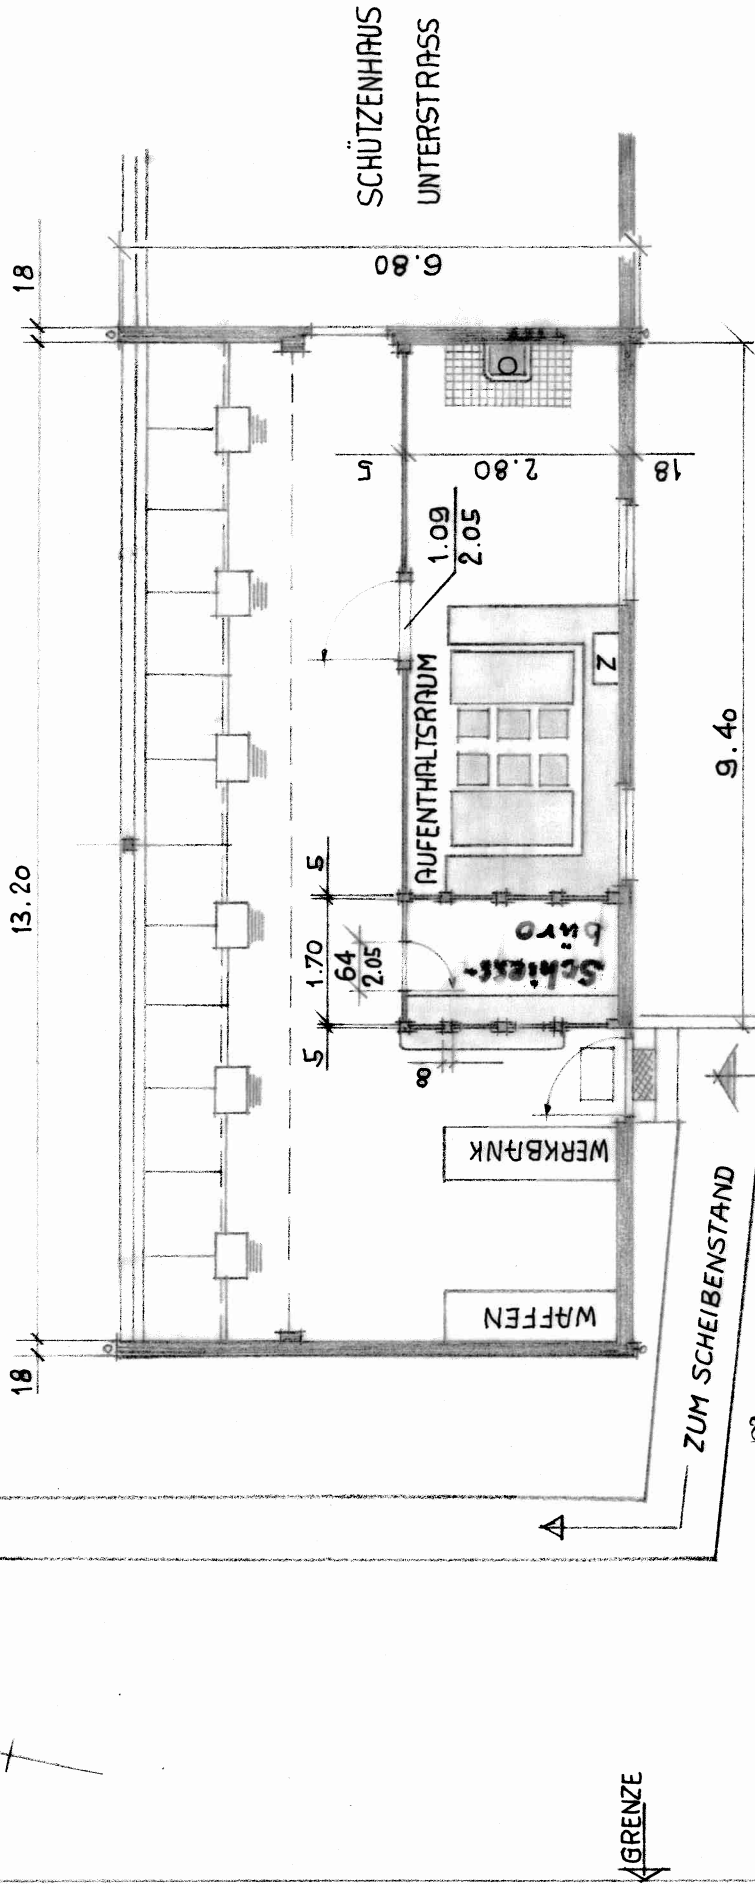 SCHÜTZENHAUS
UNTERSTRASS
18
13.20
18
6.80
5
2.80
18
1.09
2.05
AUFENTHALTSRAUM
Z
9.40
5
1.70
5
64
2.05
Schiess-
büro
8
WERKBANK
WAFFEN
ZUM SCHEIBENSTAND
GRENZE